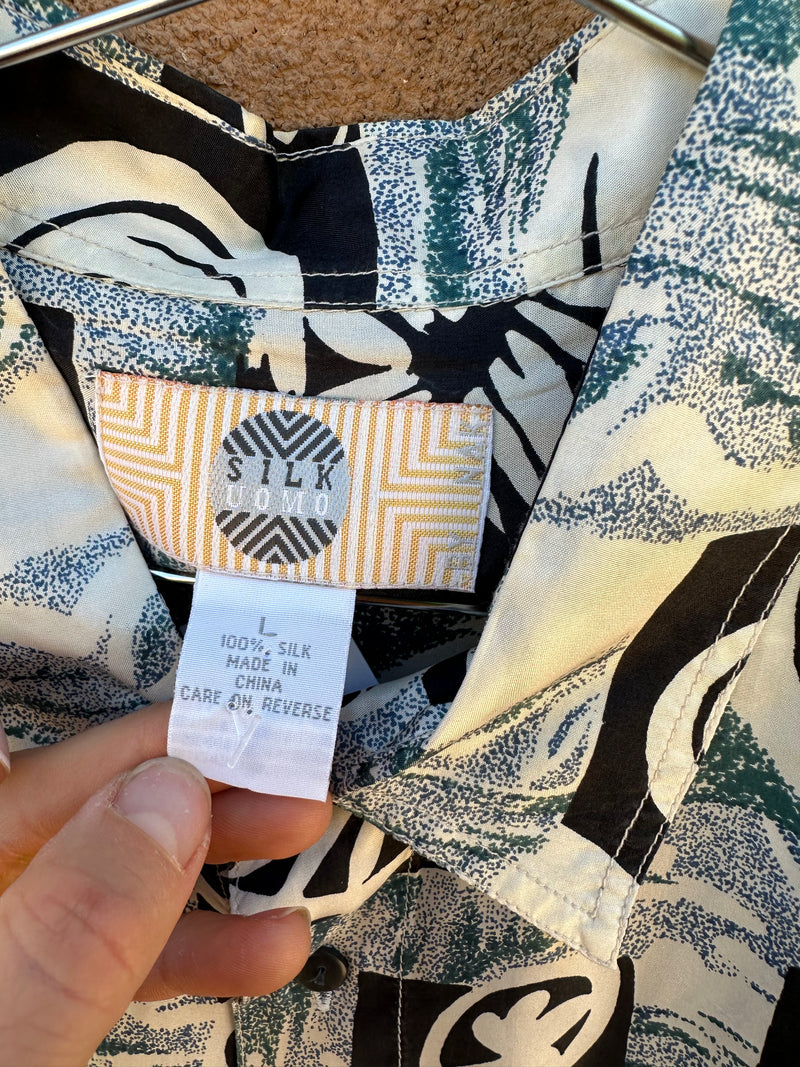 SILK
UOMO
L
100% SILK
MADE IN
CHINA
CARE ON REVERSE